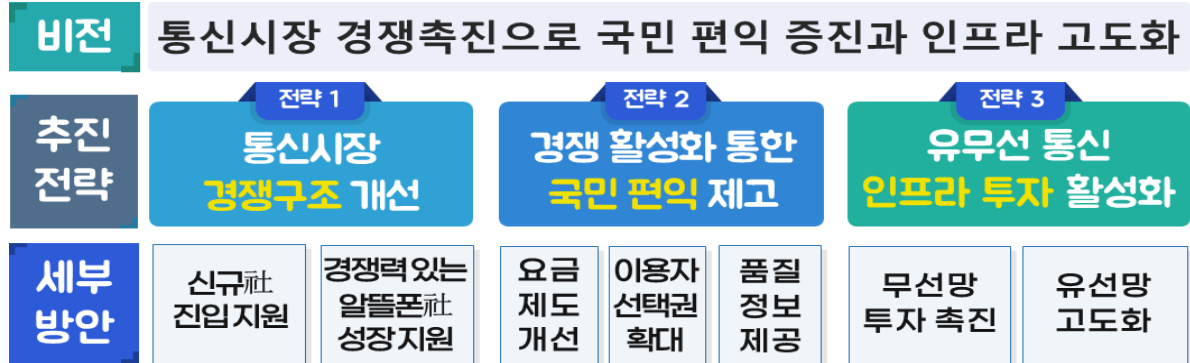 비전
통신시장 경쟁촉진으로 국민 편익 증진과 인프라 고도화
추진
전략
전략 1
통신시장
경쟁구조 개선
전략 2
경쟁 활성화 통한
국민 편익 제고
전략 3
유무선 통신
인프라 투자 활성화
세부
방안
신규社
진입 지원
경쟁력 있는
알뜰폰社
성장 지원
요금
제도
개선
이용자
선택권
확대
품질
정보
제공
무선망
투자 촉진
유선망
고도화